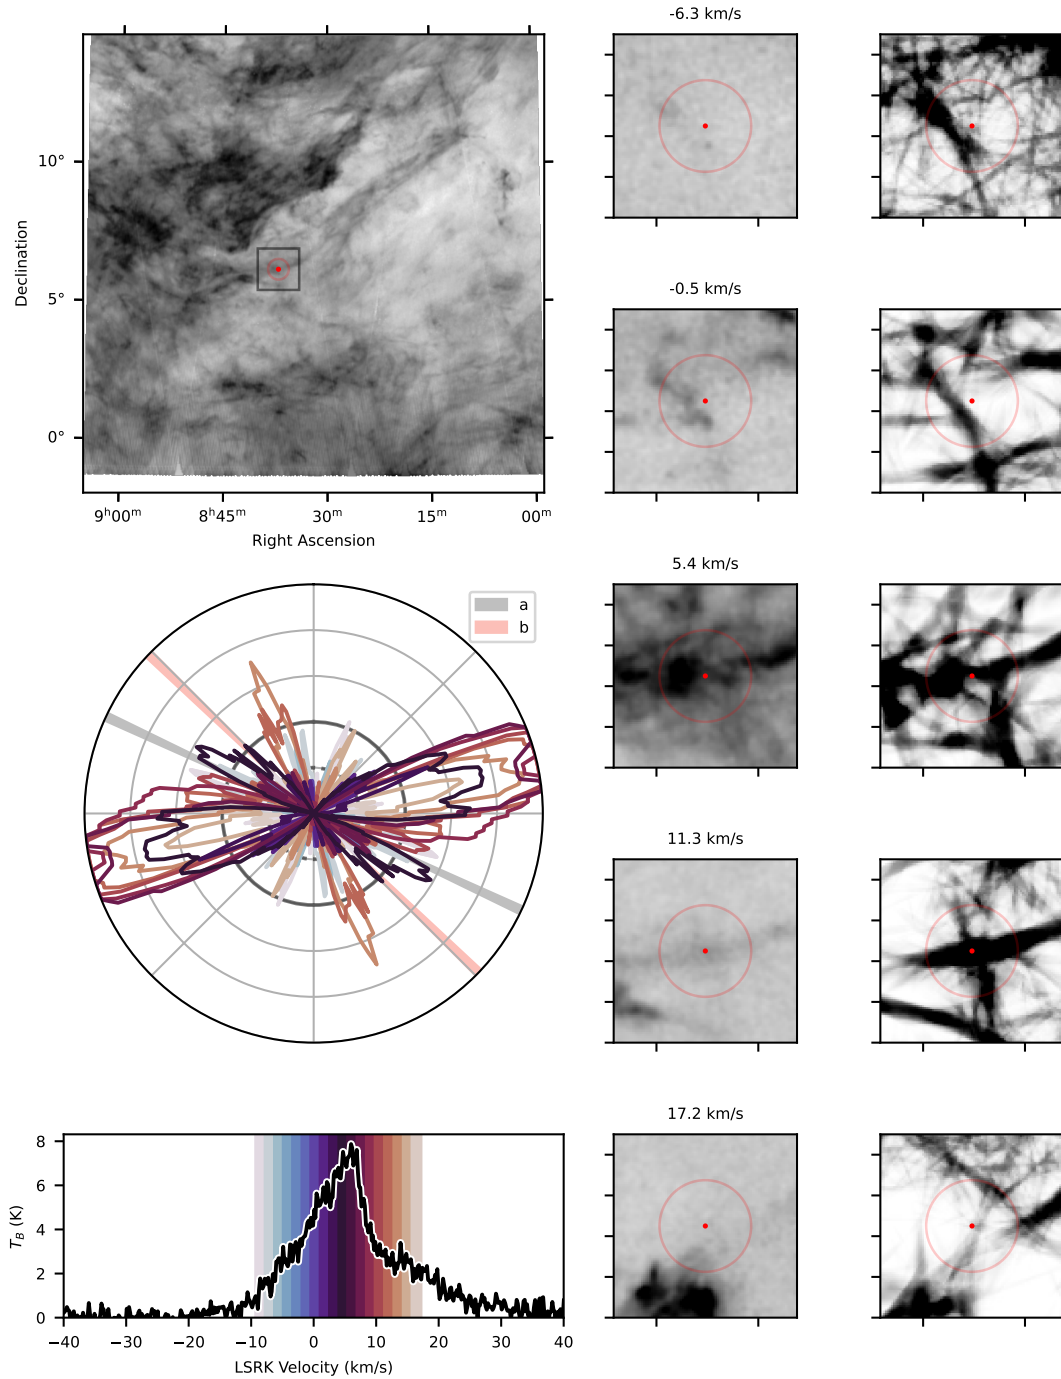 -6.3 km/s
10°
5°
0°
Declination
9ʰ00ᵐ 8ʰ45ᵐ 30ᵐ 15ᵐ 00ᵐ
Right Ascension
-0.5 km/s
5.4 km/s
a
b
11.3 km/s
17.2 km/s
8
6
4
2
0
T_B (K)
−40 −30 −20 −10 0 10 20 30 40
LSRK Velocity (km/s)